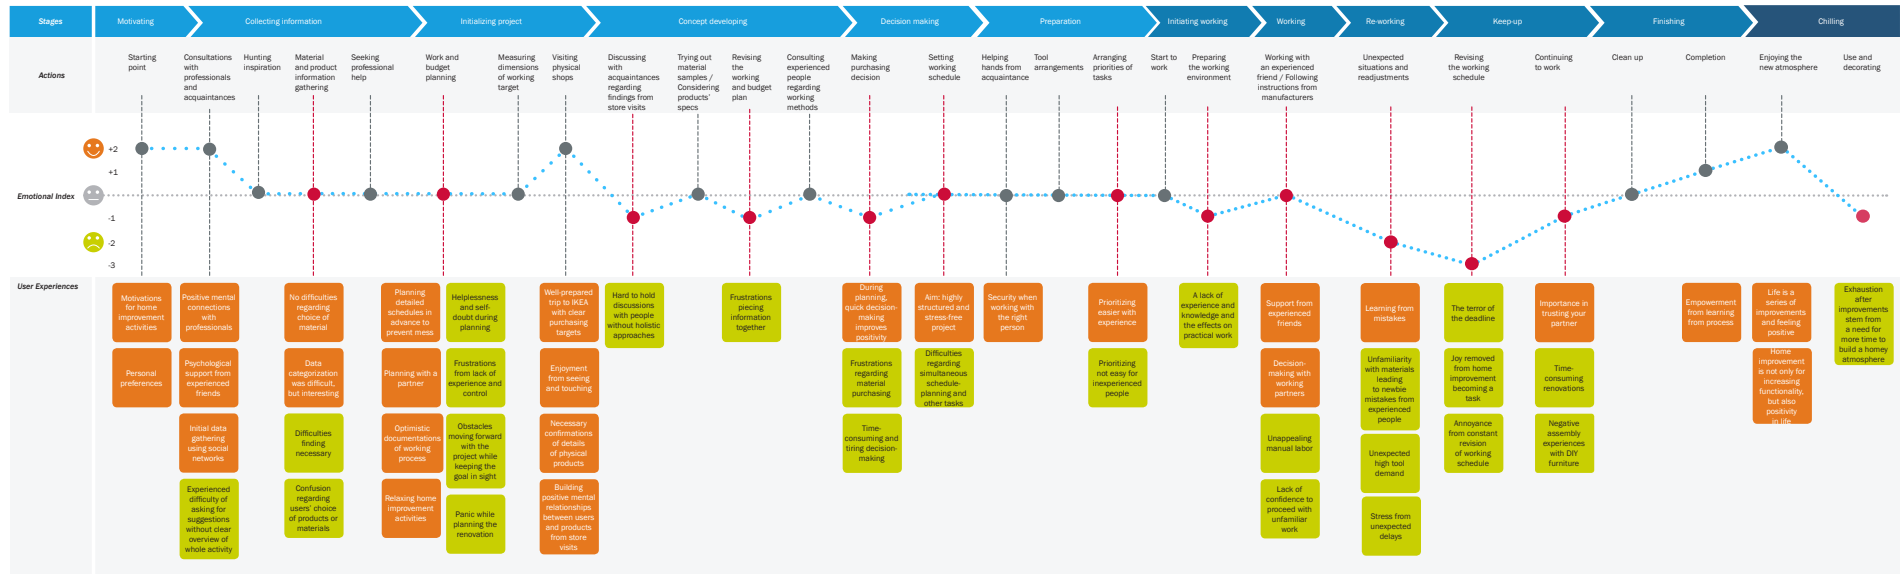 Stages
Motivating
Collecting information
Initializing project
Concept developing
Decision making
Preparation
Initiating working
Working
Re-working
Keep-up
Finishing
Chilling
Actions
Starting
point
Consultations
with
professionals
and
acquaintances
Hunting
inspiration
Material
and product
information
gathering
Seeking
professional
help
Work and
budget
planning
Measuring
dimensions
of working
target
Visiting
physical
shops
Discussing
with
acquaintances
regarding
findings from
store visits
Trying out
material
samples /
Considering
products'
specs
Revising
the
working
and budget
plan
Consulting
experienced
people
regarding
working
methods
Making
purchasing
decision
Setting
working
schedule
Helping
hands from
acquaintance
Tool
arrangements
Arranging
priorities of
tasks
Start to
work
Preparing
the working
environment
Working with
an experienced
friend / Following
instructions from
manufacturers
Unexpected
situations and
readjustments
Revising
the working
schedule
Continuing
to work
Clean up
Completion
Enjoying the
new atmosphere
Use and
decorating
Emotional Index
+2
+1
-1
-2
-3
User Experiences
Motivations
for home
improvement
activities
Personal
preferences
Positive mental
connections
with
professionals
Psychological
support from
experienced
friends
Initial data
gathering
using social
networks
Experienced
difficulty of
asking for
suggestions
without clear
overview of
whole activity
No difficulties
regarding
choice of
material
Data
categorization
was difficult,
but interesting
Difficulties
finding
necessary
Confusion
regarding
users' choice
of products or
materials
Planning
detailed
schedules in
advance to
prevent mess
Planning with a
partner
Optimistic
documentations
of working
process
Relaxing home
improvement
activities
Helplessness
and self-
doubt during
planning
Frustrations
from lack of
experience and
control
Obstacles
moving forward
with the
project while
keeping the
goal in sight
Panic while
planning the
renovation
Well-prepared
trip to IKEA
with clear
purchasing
targets
Enjoyment
from seeing
and touching
Necessary
confirmations
of details
of physical
products
Building
positive mental
relationships
between users
and products
from store
visits
Hard to hold
discussions
with people
without holistic
approaches
Frustrations
piecing
information
together
During
planning,
quick decision-
making
improves
positivity
Frustrations
regarding
material
purchasing
Time-
consuming and
tiring decision-
making
Aim: highly
structured and
stress-free
project
Difficulties
regarding
simultaneous
schedule-
planning and
other tasks
Security when
working with
the right
person
Prioritizing
easier with
experience
Prioritizing
not easy for
inexperienced
people
A lack of
experience and
knowledge and
the effects on
practical work
Support from
experienced
friends
Decision-
making with
working
partners
Unappealing
manual labor
Lack of
confidence to
proceed with
unfamiliar
work
Learning from
mistakes
Unfamiliarity
with materials
leading
to newbie
mistakes from
experienced
people
Unexpected
high tool
demand
Stress from
unexpected
delays
The terror of
the deadline
Joy removed
from home
improvement
becoming a
task
Annoyance
from constant
revision
of working
schedule
Importance in
trusting your
partner
Time-
consuming
renovations
Negative
assembly
experiences
with DIY
furniture
Empowerment
from learning
from process
Life is a
series of
improvements
and feeling
positive
Home
improvement
is not only for
increasing
functionality,
but also
positivity
in life
Exhaustion
after
improvements
stem from
a need for
more time to
build a homey
atmosphere